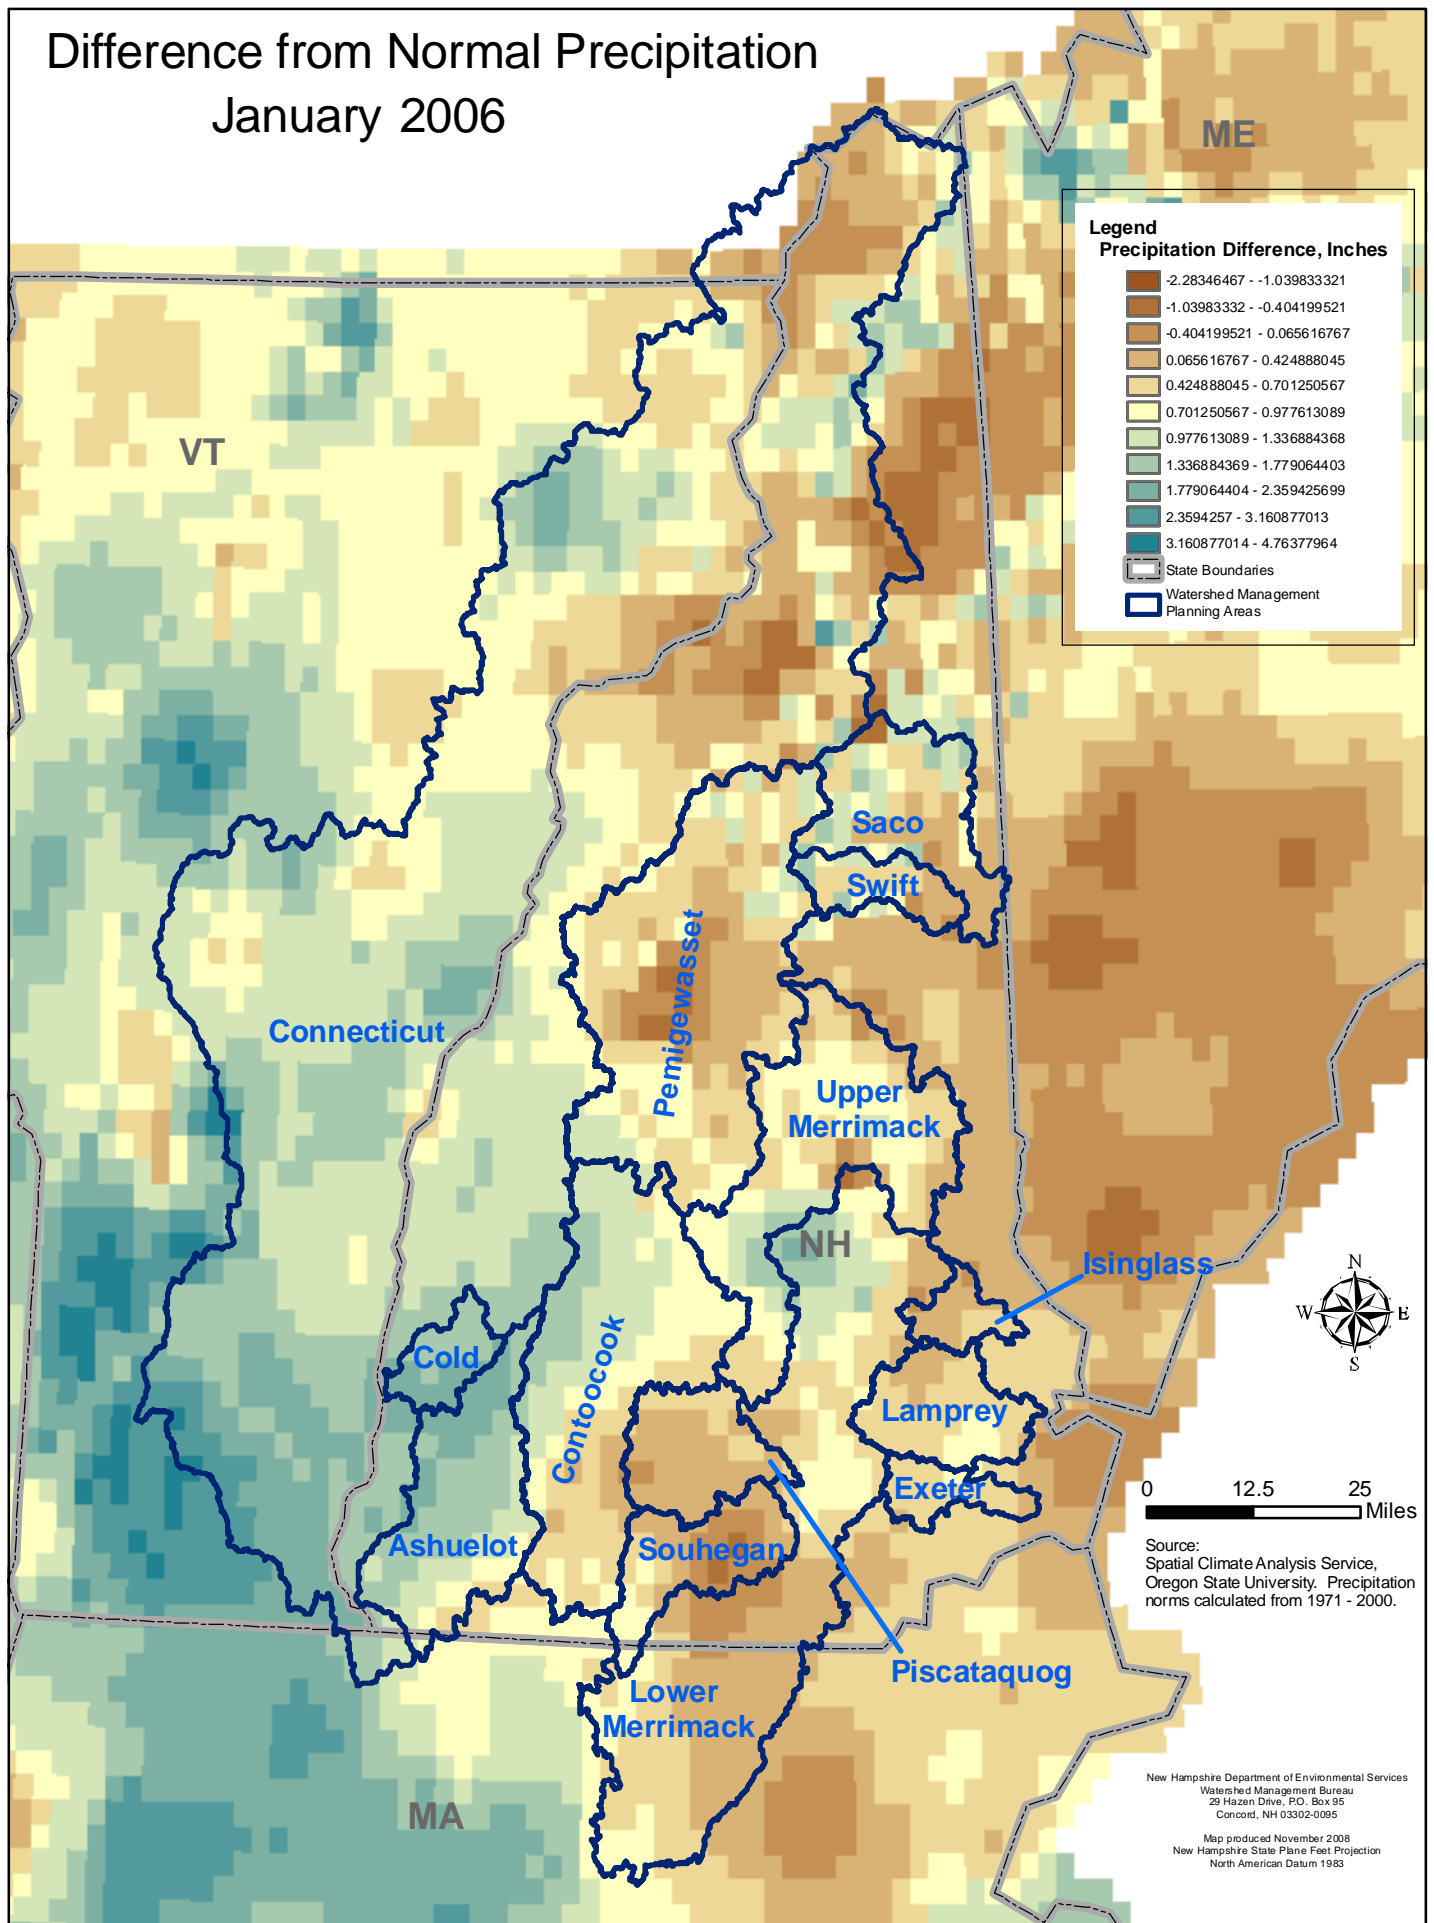 Difference from Normal Precipitation
January 2006
ME
Legend
Precipitation Difference, Inches
-2.28346467 - -1.039833321
-1.03983332 - -0.404199521
-0.404199521 - 0.065616767
0.065616767 - 0.424888045
0.424888045 - 0.701250567
0.701250567 - 0.977613089
0.977613089 - 1.336884368
1.336884369 - 1.779064403
1.779064404 - 2.359425699
2.3594257 - 3.160877013
3.160877014 - 4.76377964
State Boundaries
Watershed Management
Planning Areas
VT
Saco
Swift
Pemigewasset
Connecticut
Upper
Merrimack
NH
Isinglass
N
W E
S
Cold
Contoocook
Lamprey
Exeter
0 12.5 25
Miles
Ashuelot
Souhegan
Source:
Spatial Climate Analysis Service,
Oregon State University. Precipitation
norms calculated from 1971 - 2000.
Piscataquog
Lower
Merrimack
MA
New Hampshire Department of Environmental Services
Watershed Management Bureau
29 Hazen Drive, P.O. Box 95
Concord, NH 03302-0095
Map produced November 2008
New Hampshire State Plane Feet Projection
North American Datum 1983